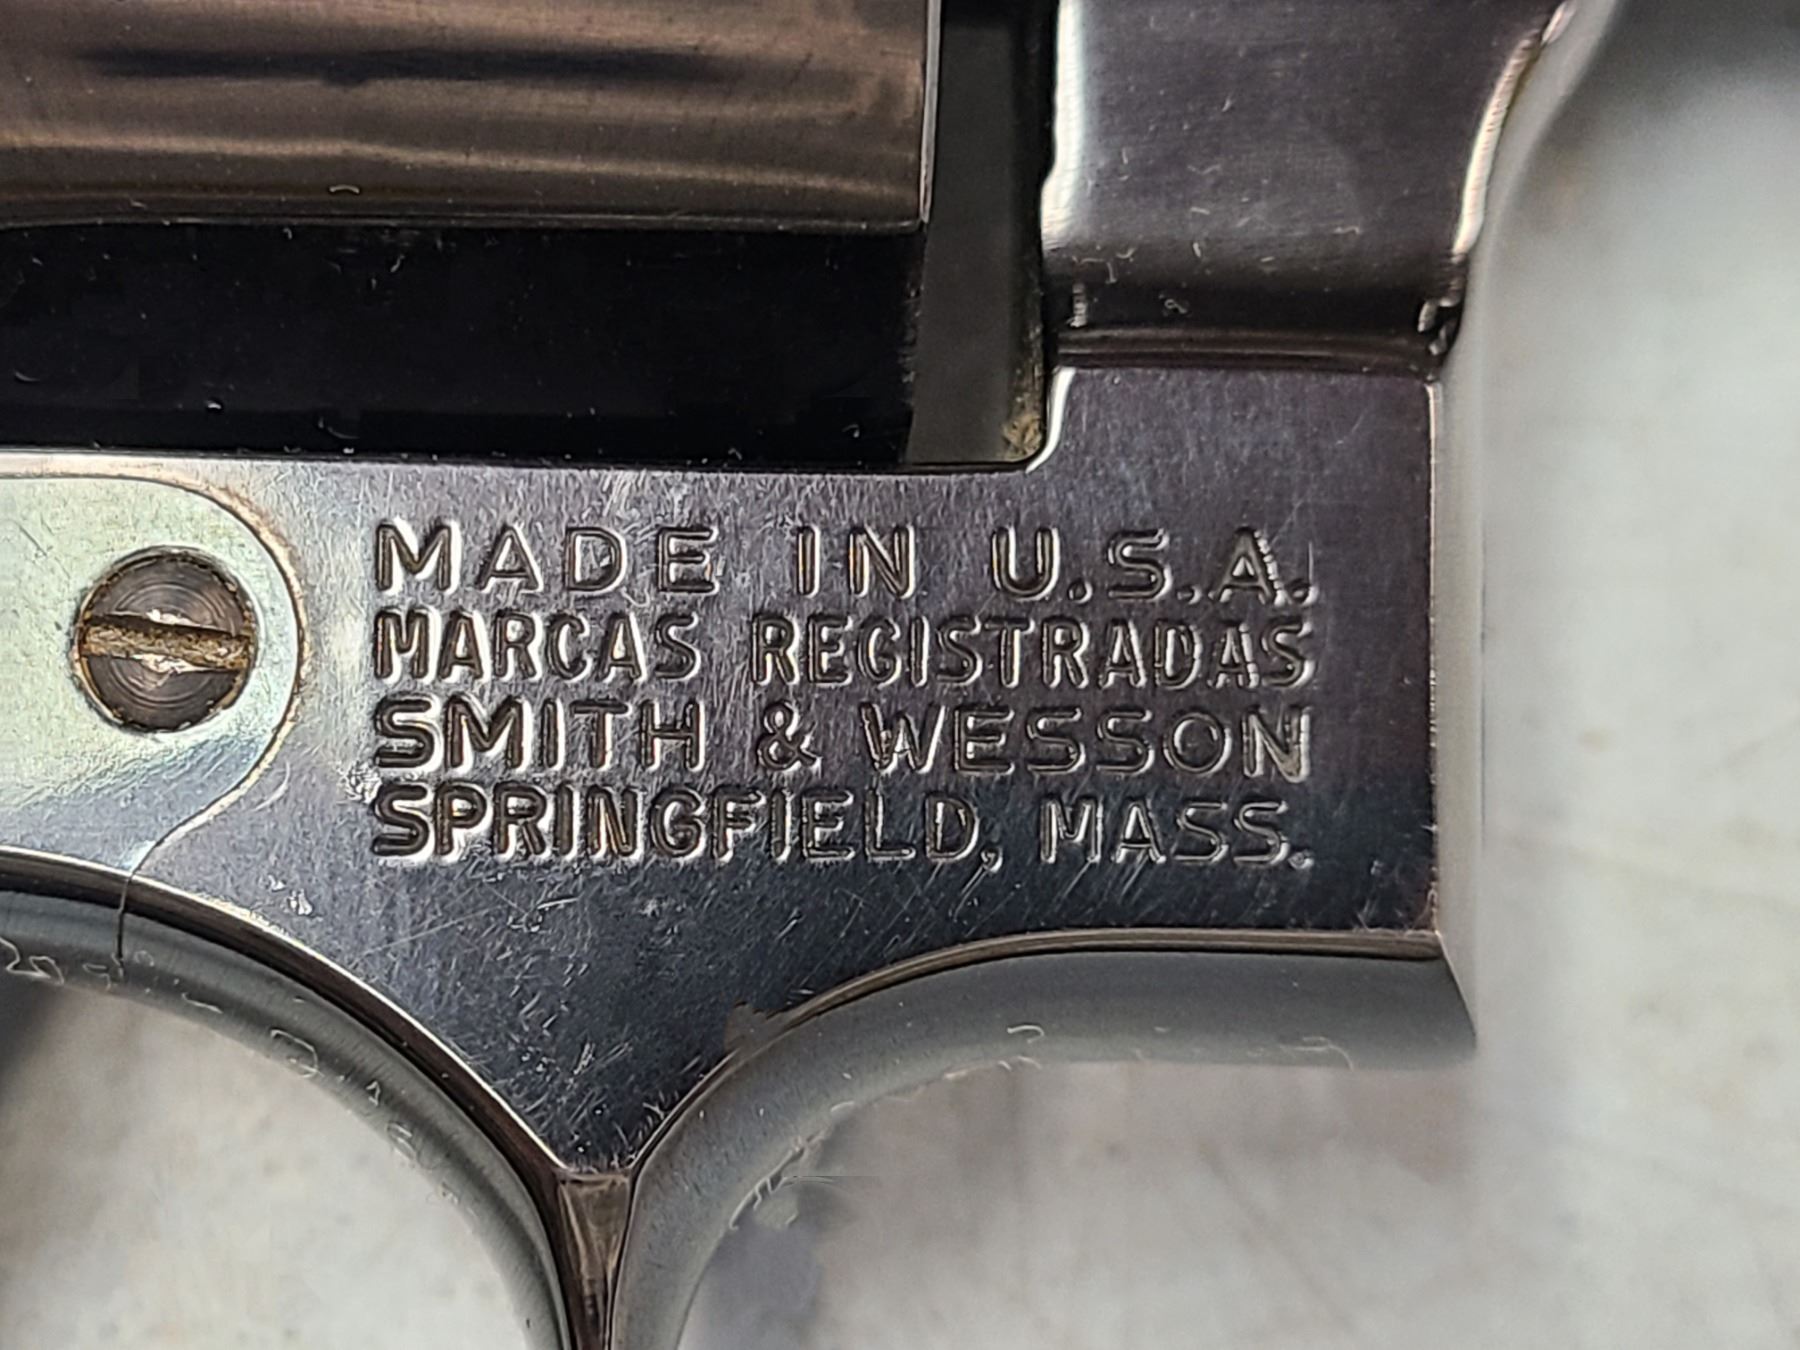 MADE IN U.S.A.
MARCAS REGISTRADAS
SMITH & WESSON
SPRINGFIELD, MASS.